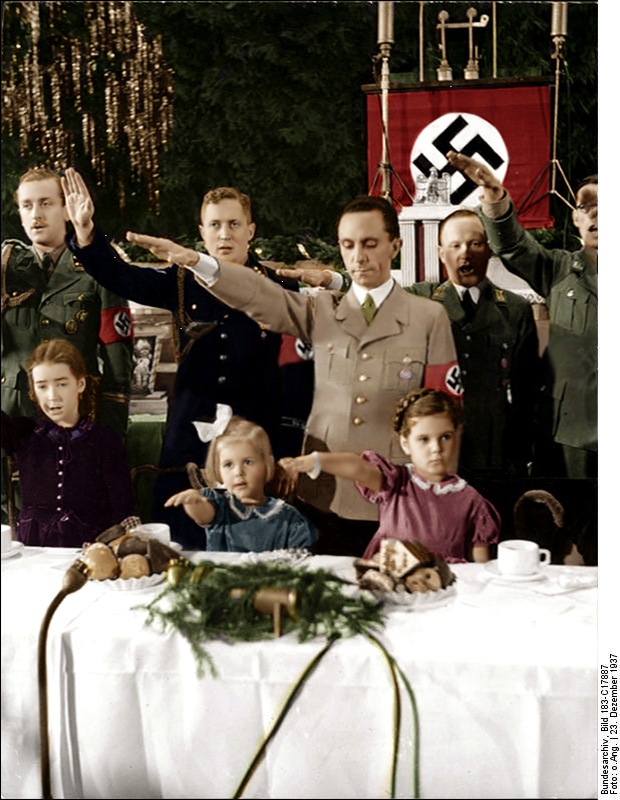 Bundesarchiv, Bild 183-C17887
Foto: o.Ang. | 23. Dezember 1937